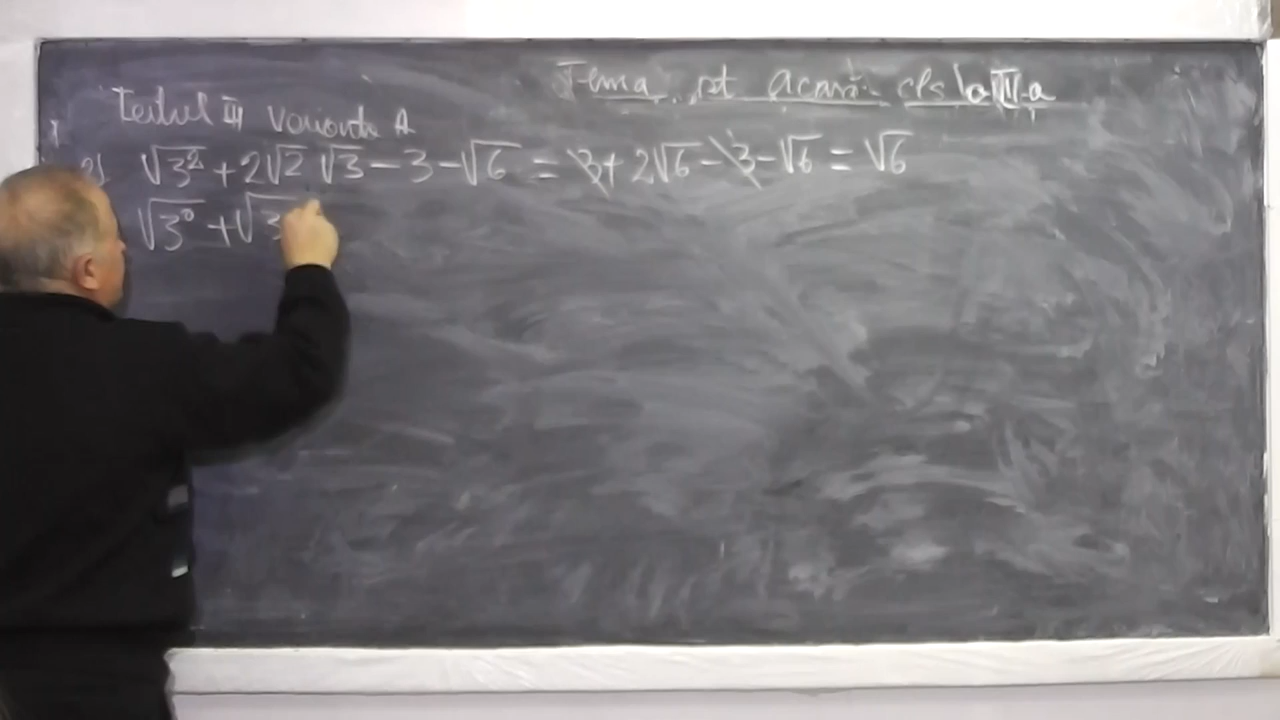 Tema pt acasă cls a VII-a
Testul III Varianta A
I
2) √3² + 2√2 √3 - 3 - √6 = 3 + 2√6 - 3 - √6 = √6
√3⁰ + √3